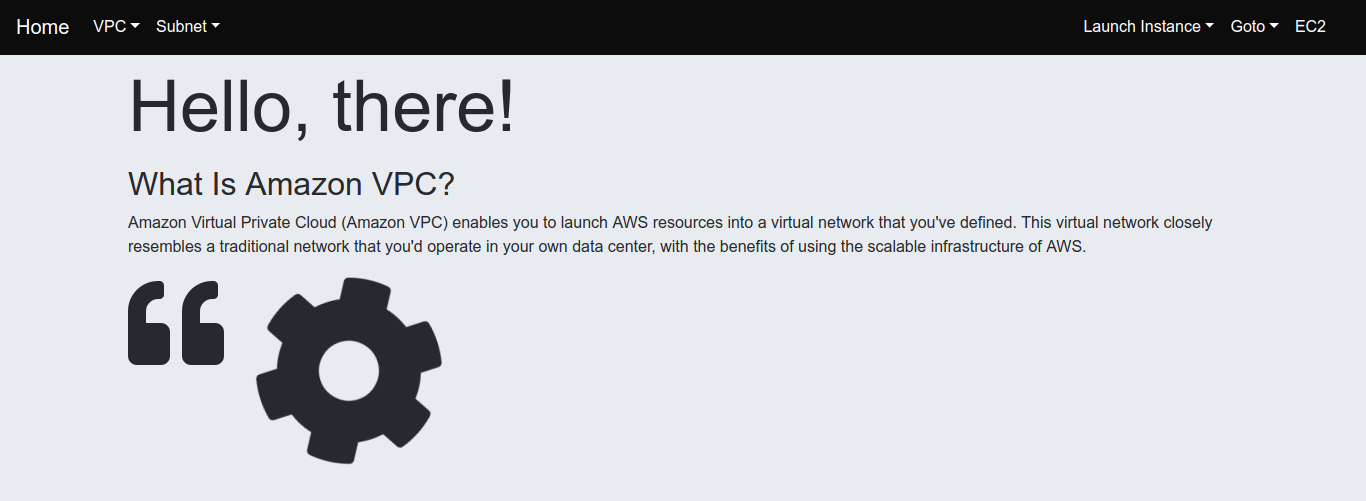 Home VPC Subnet Launch Instance Goto EC2
Hello, there!
What Is Amazon VPC?
Amazon Virtual Private Cloud (Amazon VPC) enables you to launch AWS resources into a virtual network that you've defined. This virtual network closely
resembles a traditional network that you'd operate in your own data center, with the benefits of using the scalable infrastructure of AWS.